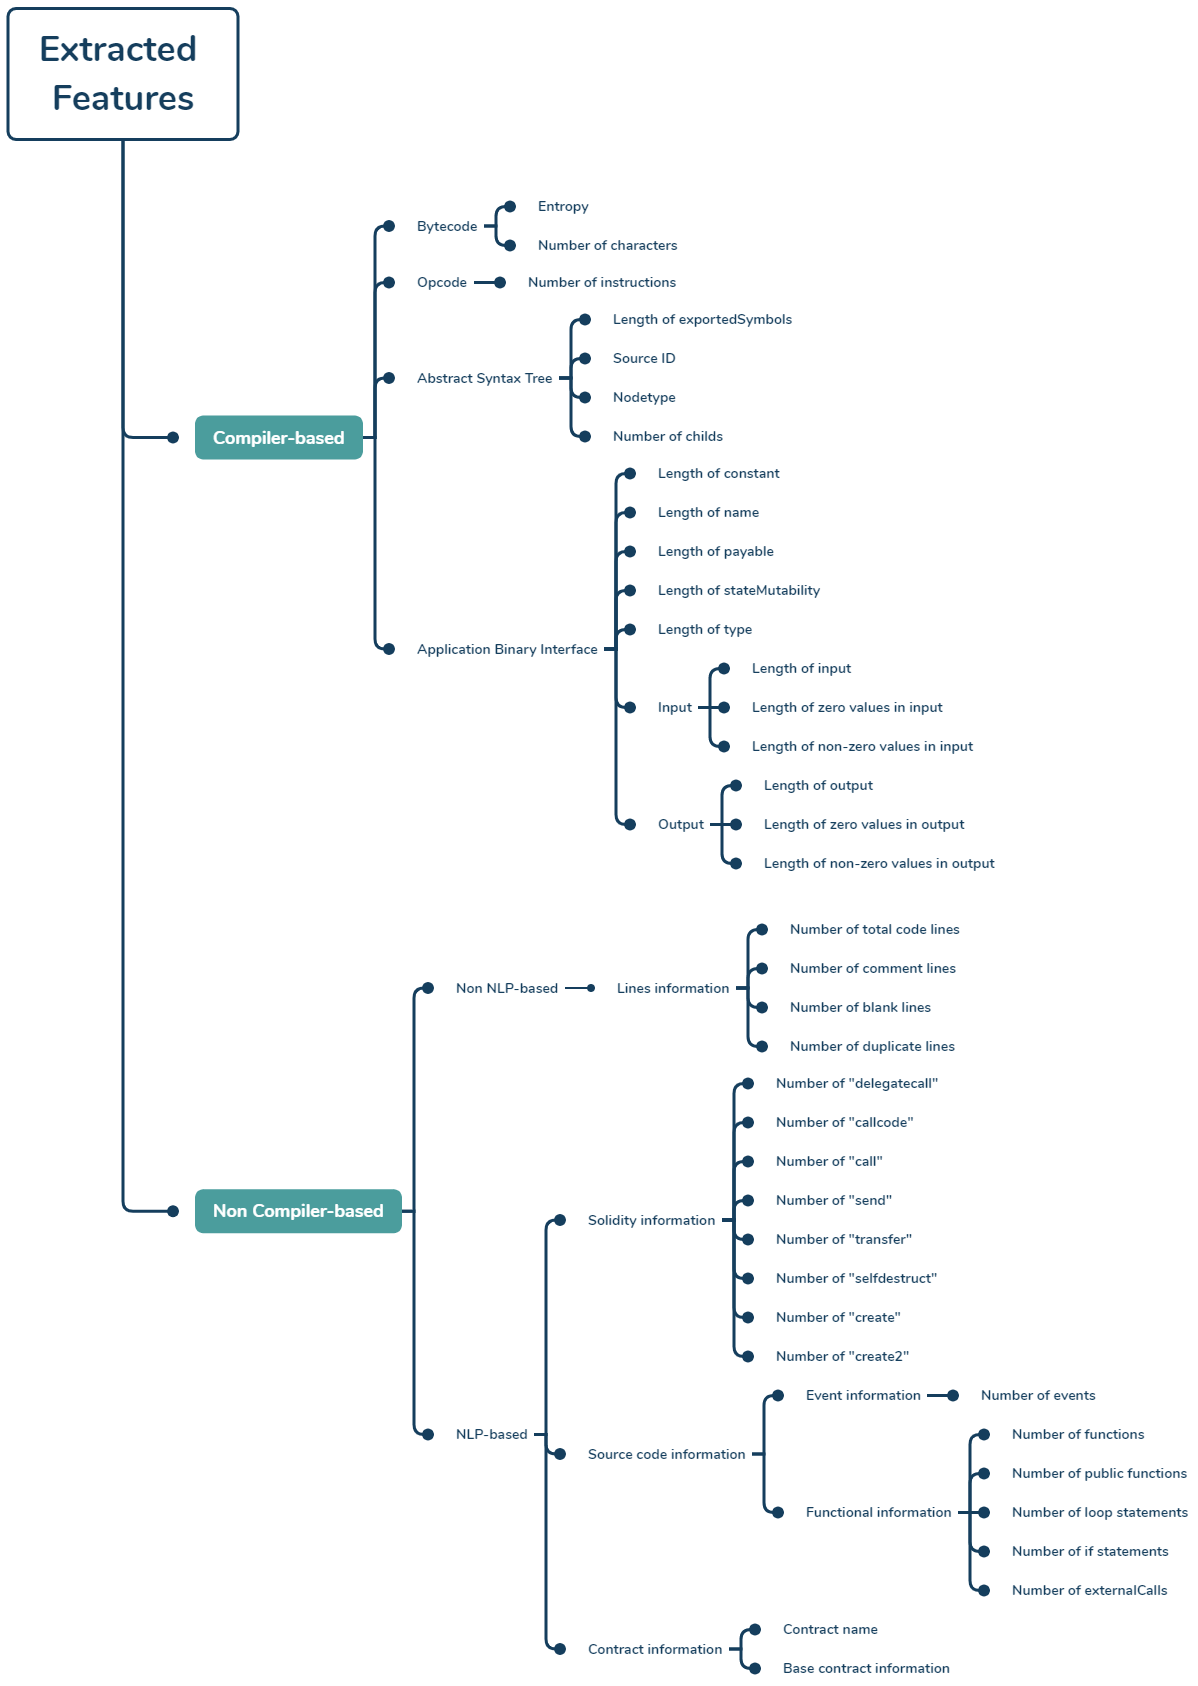 Extracted
Features
Compiler-based
Bytecode
Entropy
Number of characters
Opcode
Number of instructions
Abstract Syntax Tree
Length of exportedSymbols
Source ID
Nodetype
Number of childs
Application Binary Interface
Length of constant
Length of name
Length of payable
Length of stateMutability
Length of type
Input
Length of input
Length of zero values in input
Length of non-zero values in input
Output
Length of output
Length of zero values in output
Length of non-zero values in output
Non Compiler-based
Non NLP-based
Lines information
Number of total code lines
Number of comment lines
Number of blank lines
Number of duplicate lines
NLP-based
Solidity information
Number of "delegatecall"
Number of "callcode"
Number of "call"
Number of "send"
Number of "transfer"
Number of "selfdestruct"
Number of "create"
Number of "create2"
Source code information
Event information
Number of events
Functional information
Number of functions
Number of public functions
Number of loop statements
Number of if statements
Number of externalCalls
Contract information
Contract name
Base contract information